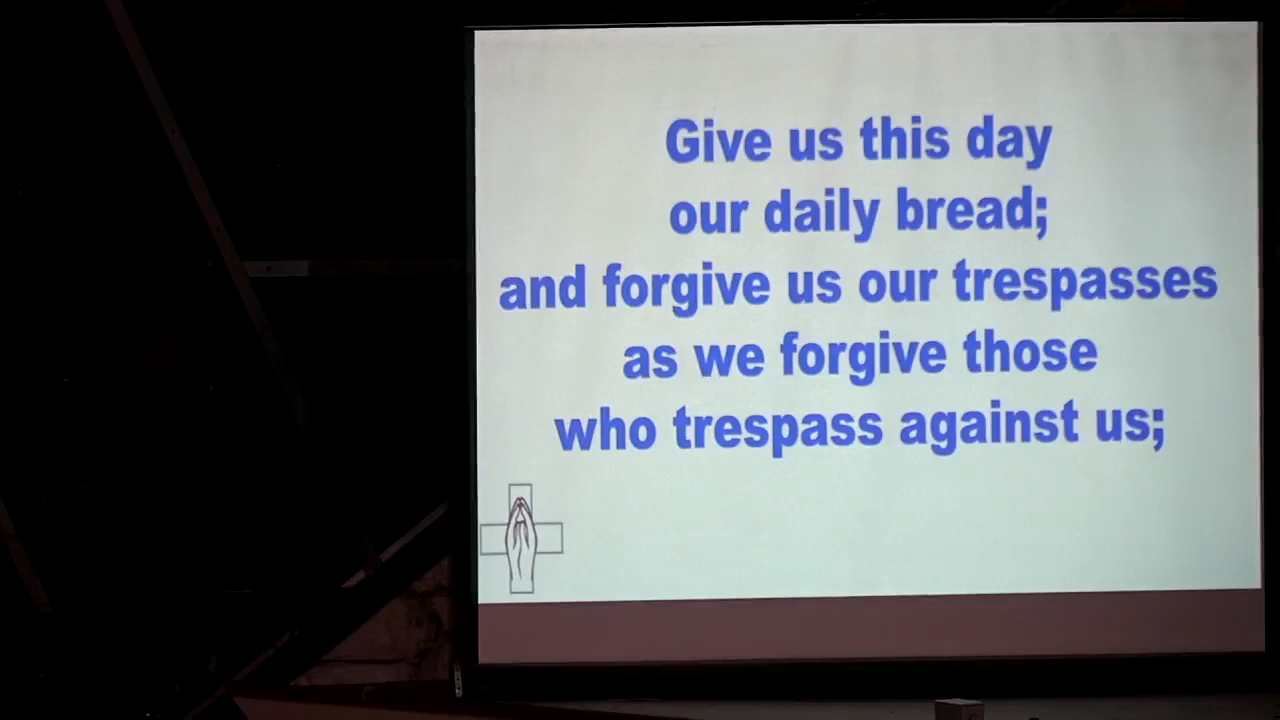 Give us this day
our daily bread;
and forgive us our trespasses
as we forgive those
who trespass against us;